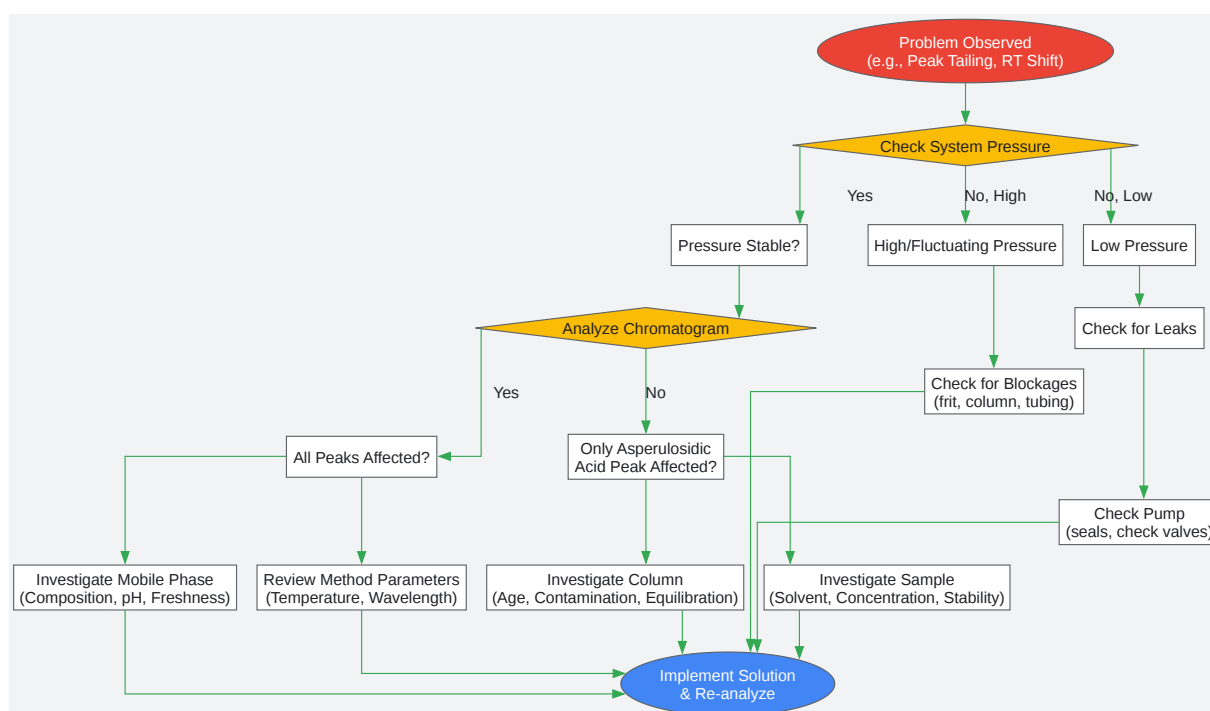 Problem Observed
(e.g., Peak Tailing, RT Shift)
Check System Pressure
Yes
No, High
No, Low
Pressure Stable?
High/Fluctuating Pressure
Low Pressure
Analyze Chromatogram
Check for Leaks
Yes
No
Check for Blockages
(frit, column, tubing)
All Peaks Affected?
Only Asperulosidic
Acid Peak Affected?
Check Pump
(seals, check valves)
Investigate Mobile Phase
(Composition, pH, Freshness)
Review Method Parameters
(Temperature, Wavelength)
Investigate Column
(Age, Contamination, Equilibration)
Investigate Sample
(Solvent, Concentration, Stability)
Implement Solution
& Re-analyze